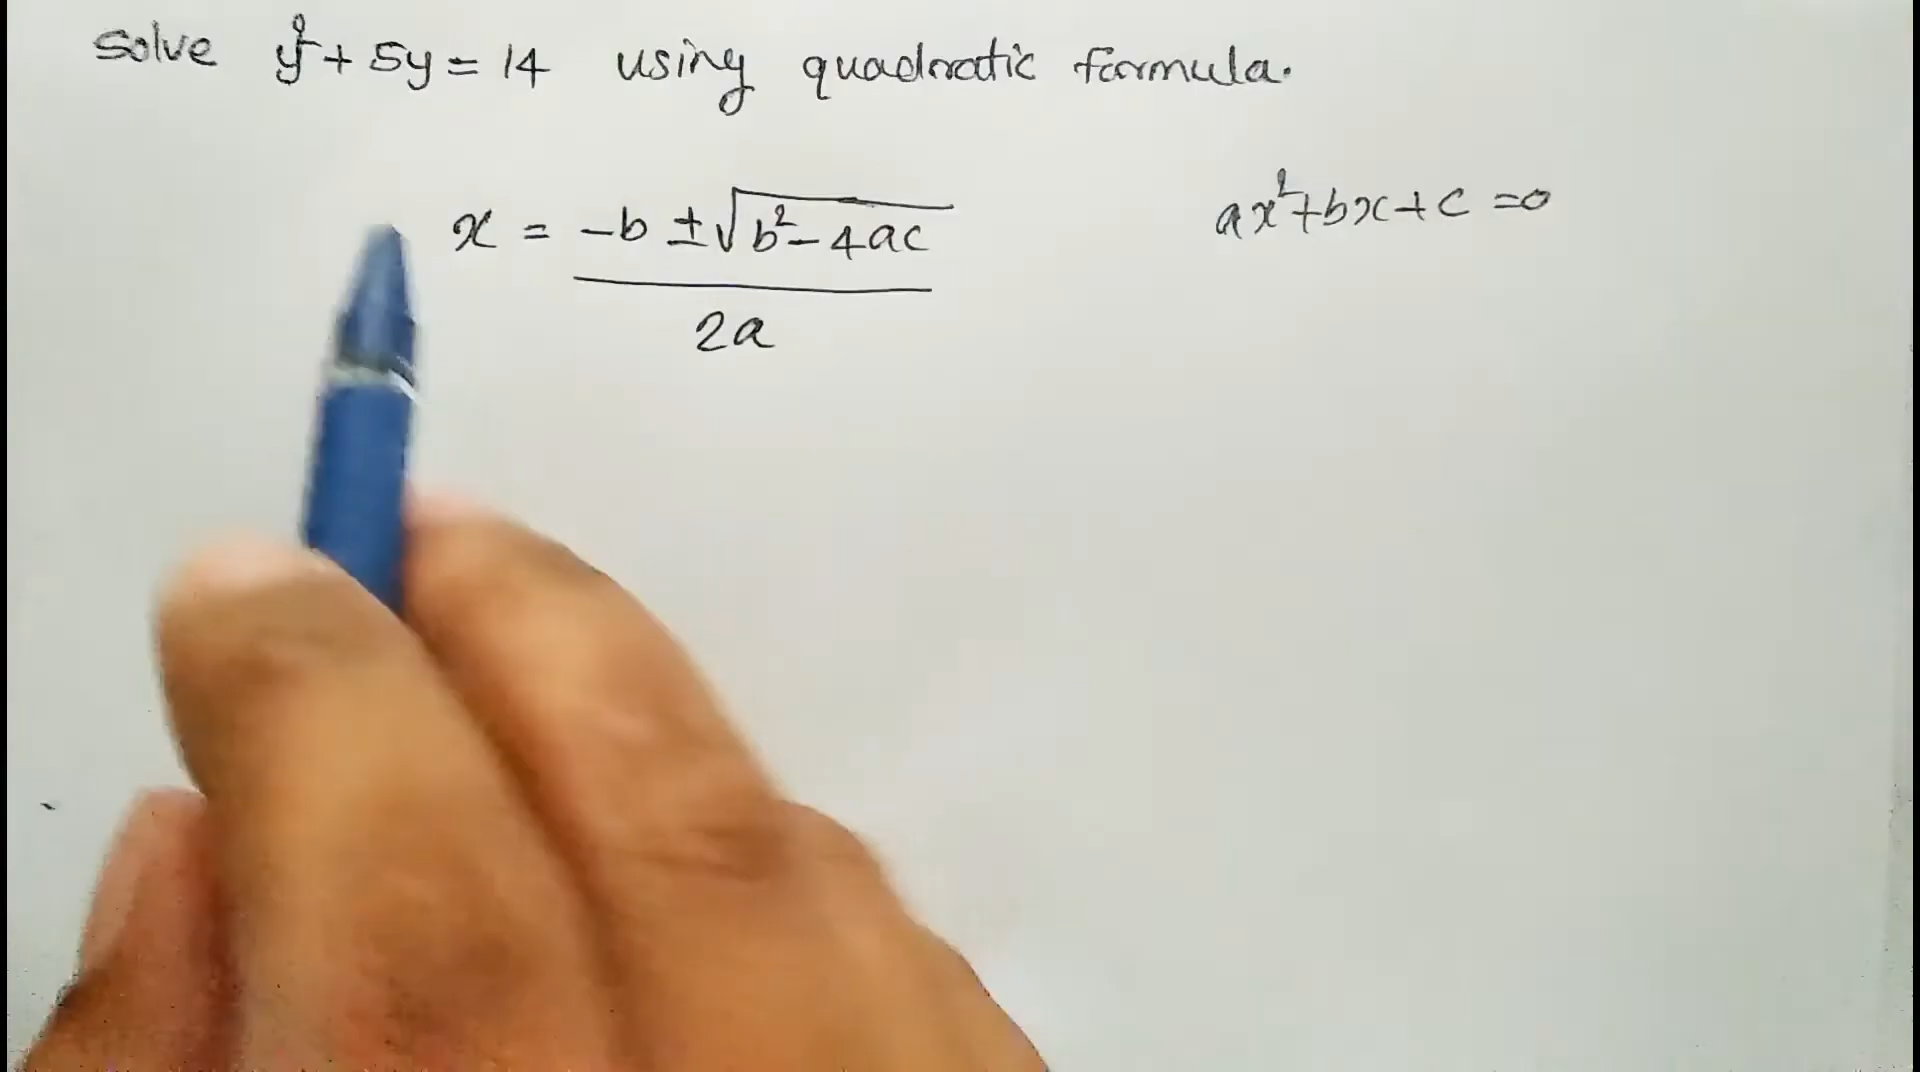 Solve y²+5y=14 using quadratic formula.
x = -b ±√b²-4ac
2a
ax²+bx+c=0